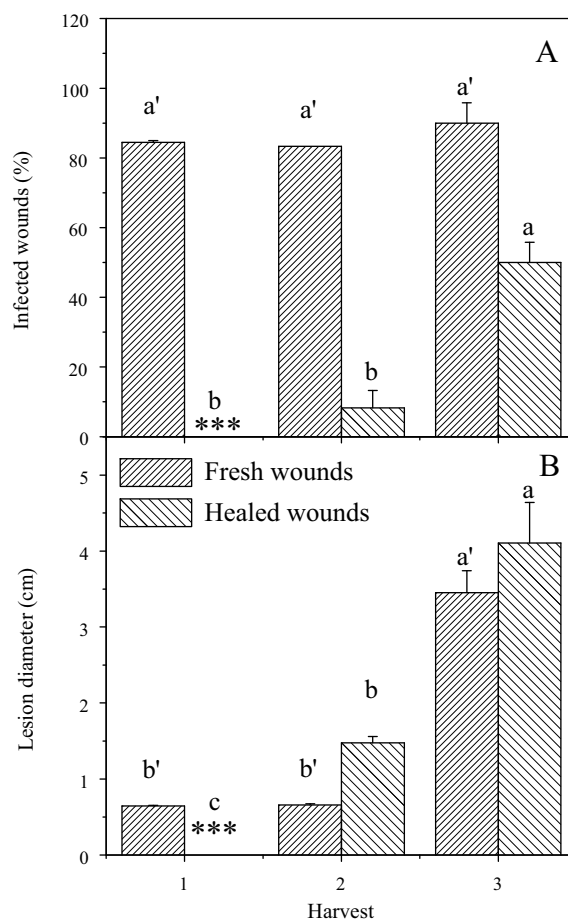 120
A
a'
a'
a'
100
80
a
Infected wounds (%)
60
40
b
b
20
***
0
B
5
Fresh wounds
Healed wounds
a
a'
4
Lesion diameter (cm)
3
b
2
b'
b'
c
1
***
0
1 2 3
Harvest